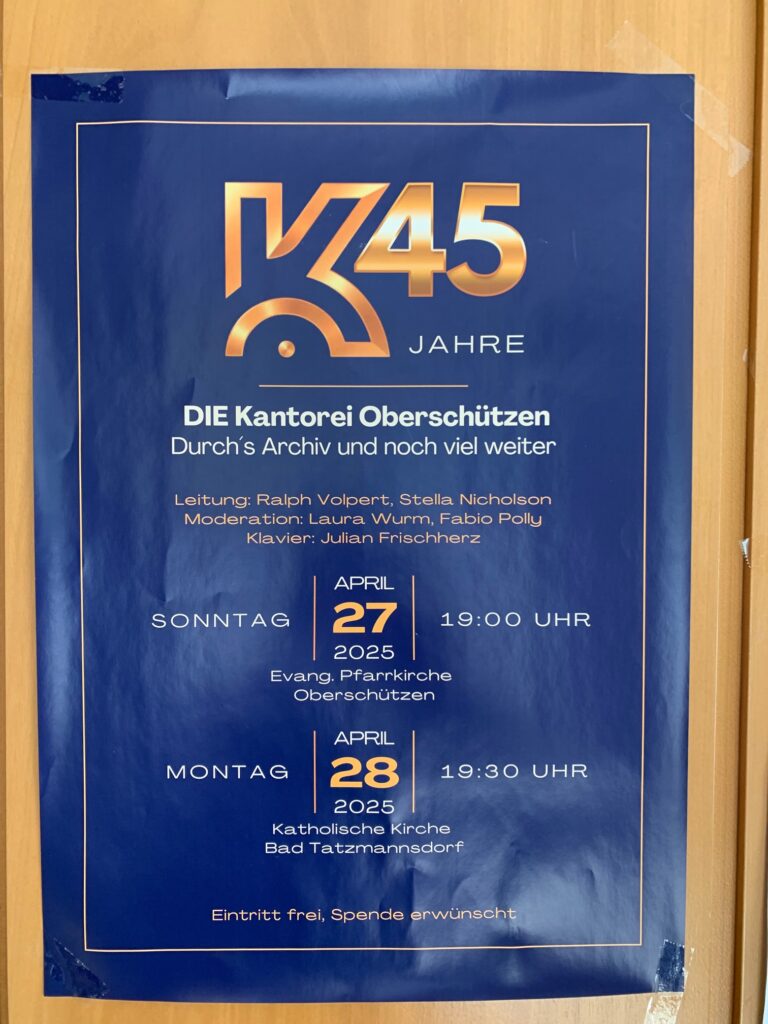 K45
JAHRE
DIE Kantorei Oberschützen
Durch´s Archiv und noch viel weiter
Leitung: Ralph Volpert, Stella Nicholson
Moderation: Laura Wurm, Fabio Polly
Klavier: Julian Frischherz
APRIL
SONNTAG 27 19:00 UHR
2025
Evang. Pfarrkirche
Oberschützen
APRIL
MONTAG 28 19:30 UHR
2025
Katholische Kirche
Bad Tatzmannsdorf
Eintritt frei, Spende erwünscht